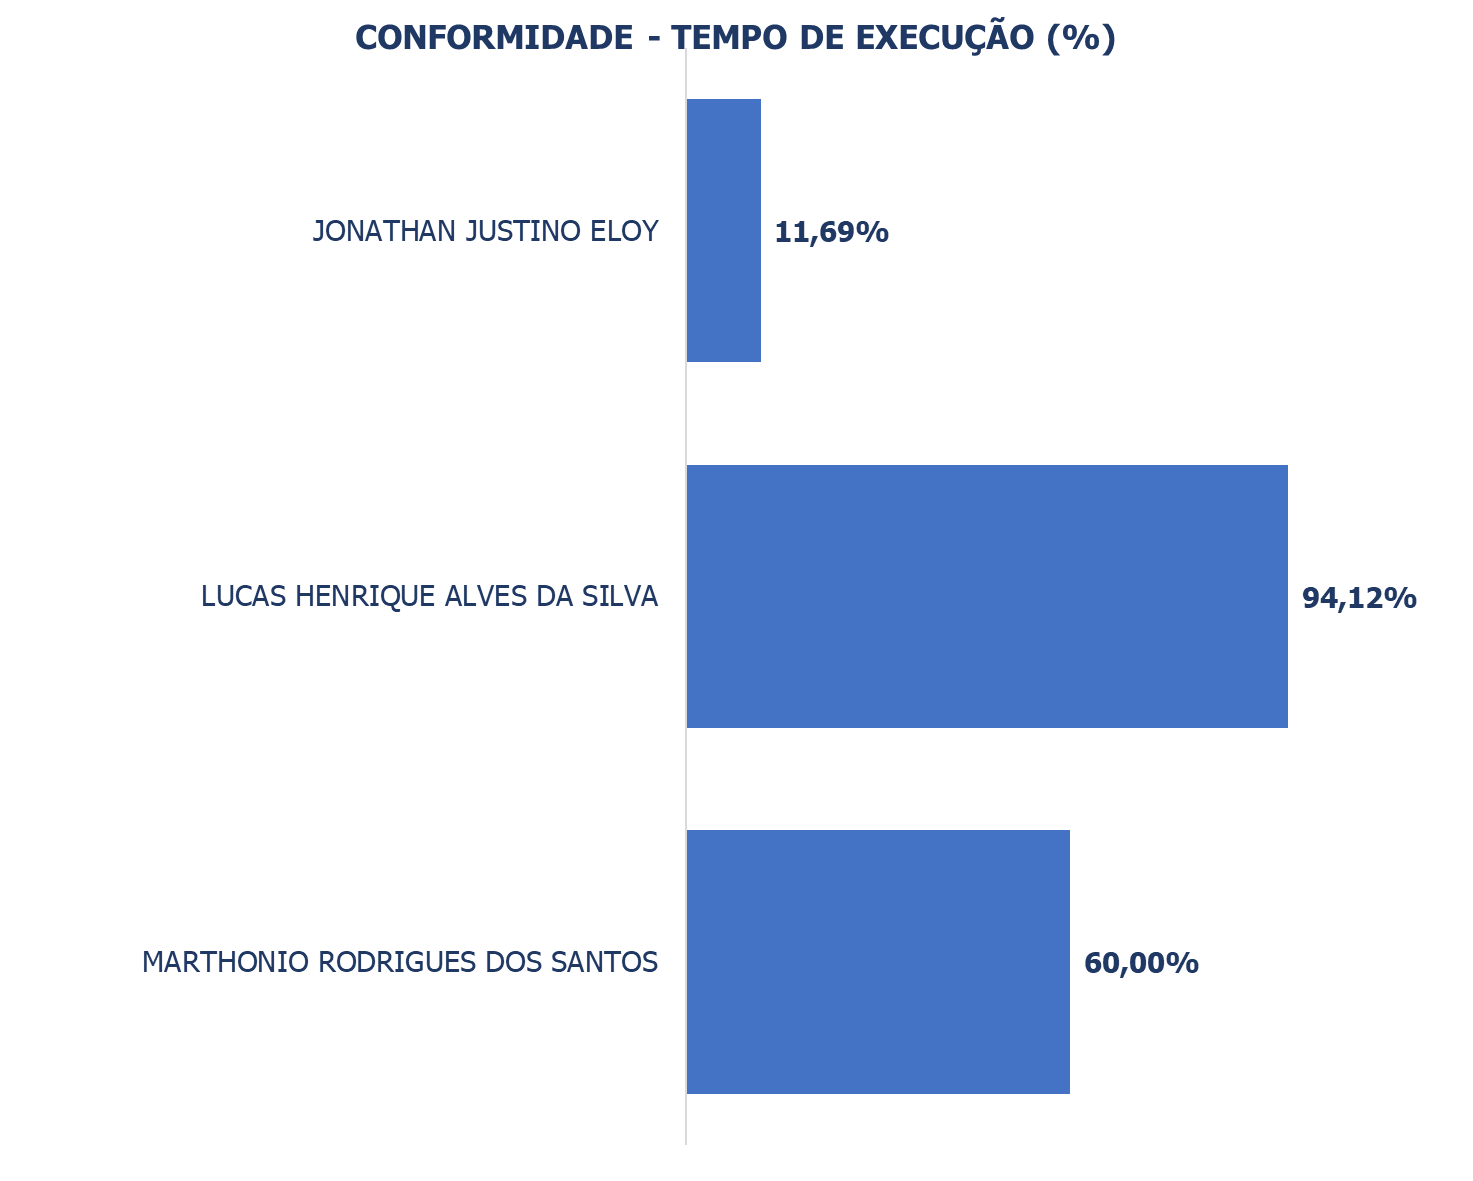 CONFORMIDADE - TEMPO DE EXECUÇÃO (%)
JONATHAN JUSTINO ELOY 11,69%
LUCAS HENRIQUE ALVES DA SILVA 94,12%
MARTHONIO RODRIGUES DOS SANTOS 60,00%